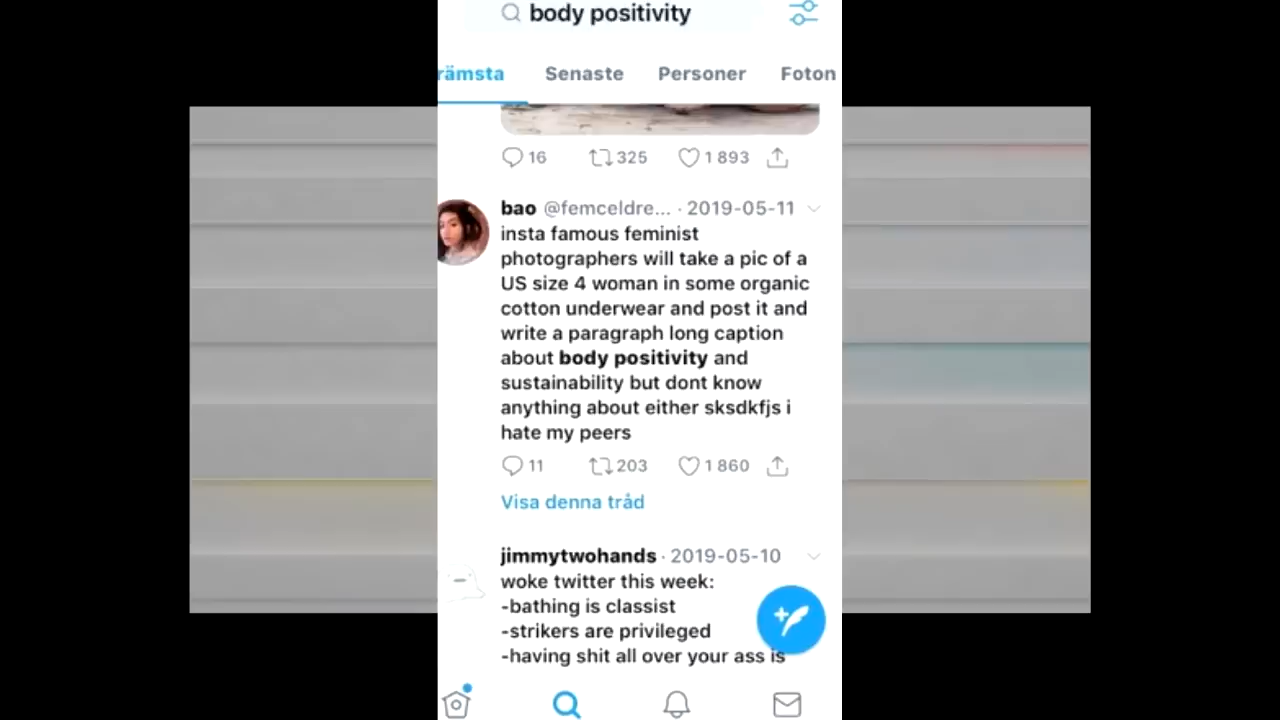 body positivity
rämsta Senaste Personer Foton
16 325 1 893
bao @femceldre... · 2019-05-11
insta famous feminist
photographers will take a pic of a
US size 4 woman in some organic
cotton underwear and post it and
write a paragraph long caption
about body positivity and
sustainability but dont know
anything about either sksdkfjs i
hate my peers
11 203 1 860
Visa denna tråd
jimmytwohands · 2019-05-10
woke twitter this week:
-bathing is classist
-strikers are privileged
-having shit all over your ass is